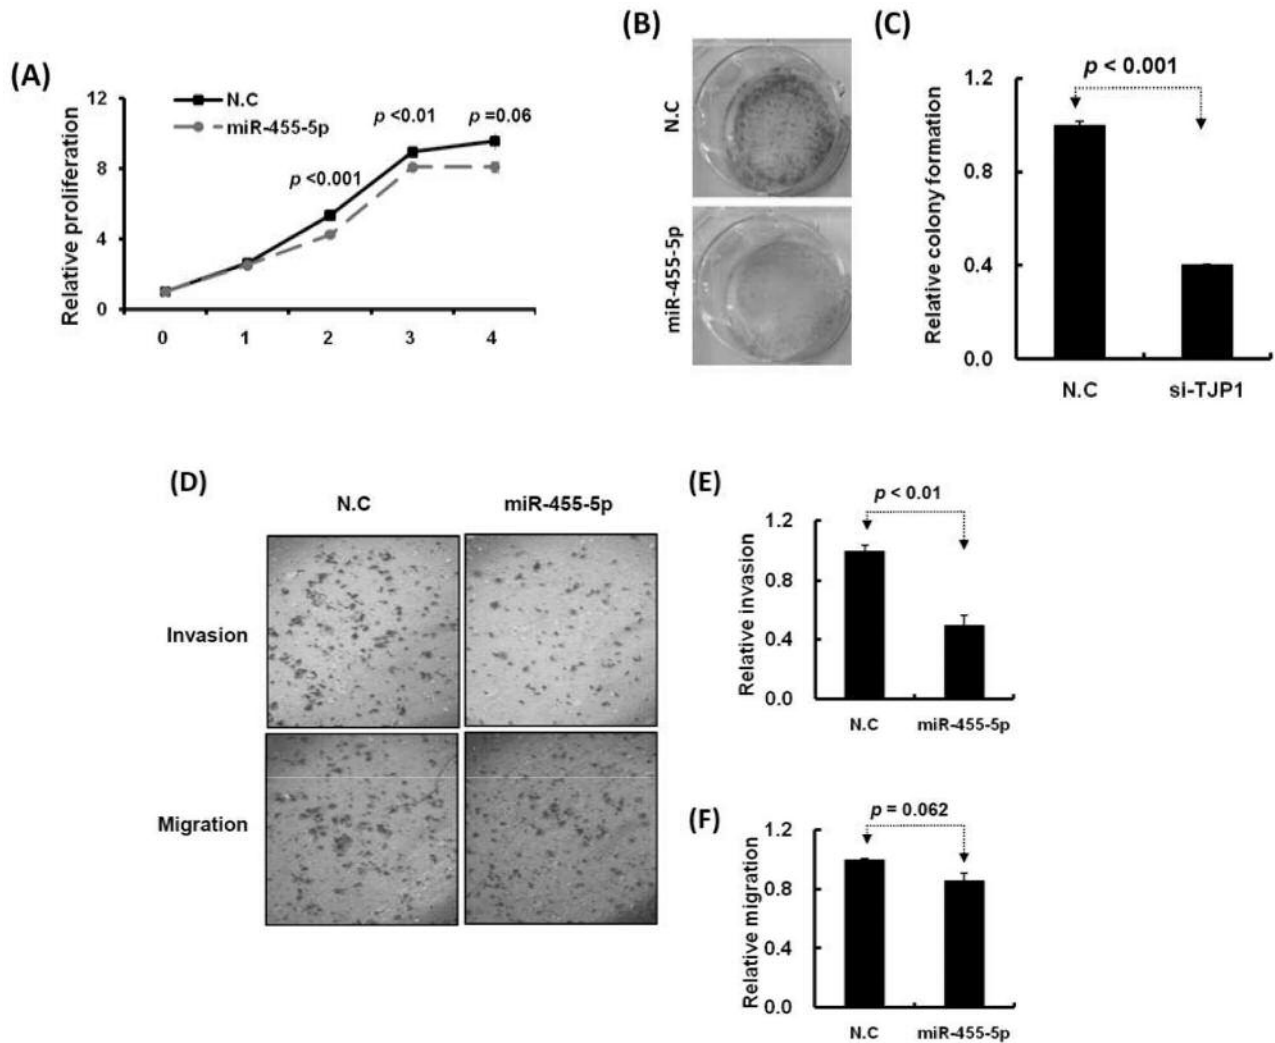 (A)
N.C
miR-455-5p
p <0.001
p <0.01
p =0.06
Relative proliferation
12
8
4
0
0 1 2 3 4
(B)
N.C
miR-455-5p
(C)
p < 0.001
Relative colony formation
1.2
0.8
0.4
0.0
N.C si-TJP1
(D)
N.C miR-455-5p
Invasion
Migration
(E)
p < 0.01
Relative invasion
1.2
0.8
0.4
0.0
N.C miR-455-5p
(F)
p = 0.062
Relative migration
1.2
0.8
0.4
0.0
N.C miR-455-5p